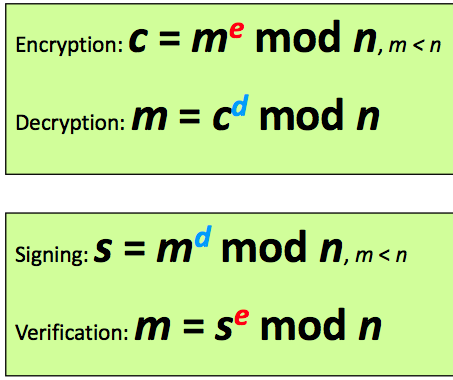 Encryption: c = mᵉ mod n, m < n
Decryption: m = cᵈ mod n
Signing: s = mᵈ mod n, m < n
Verification: m = sᵉ mod n